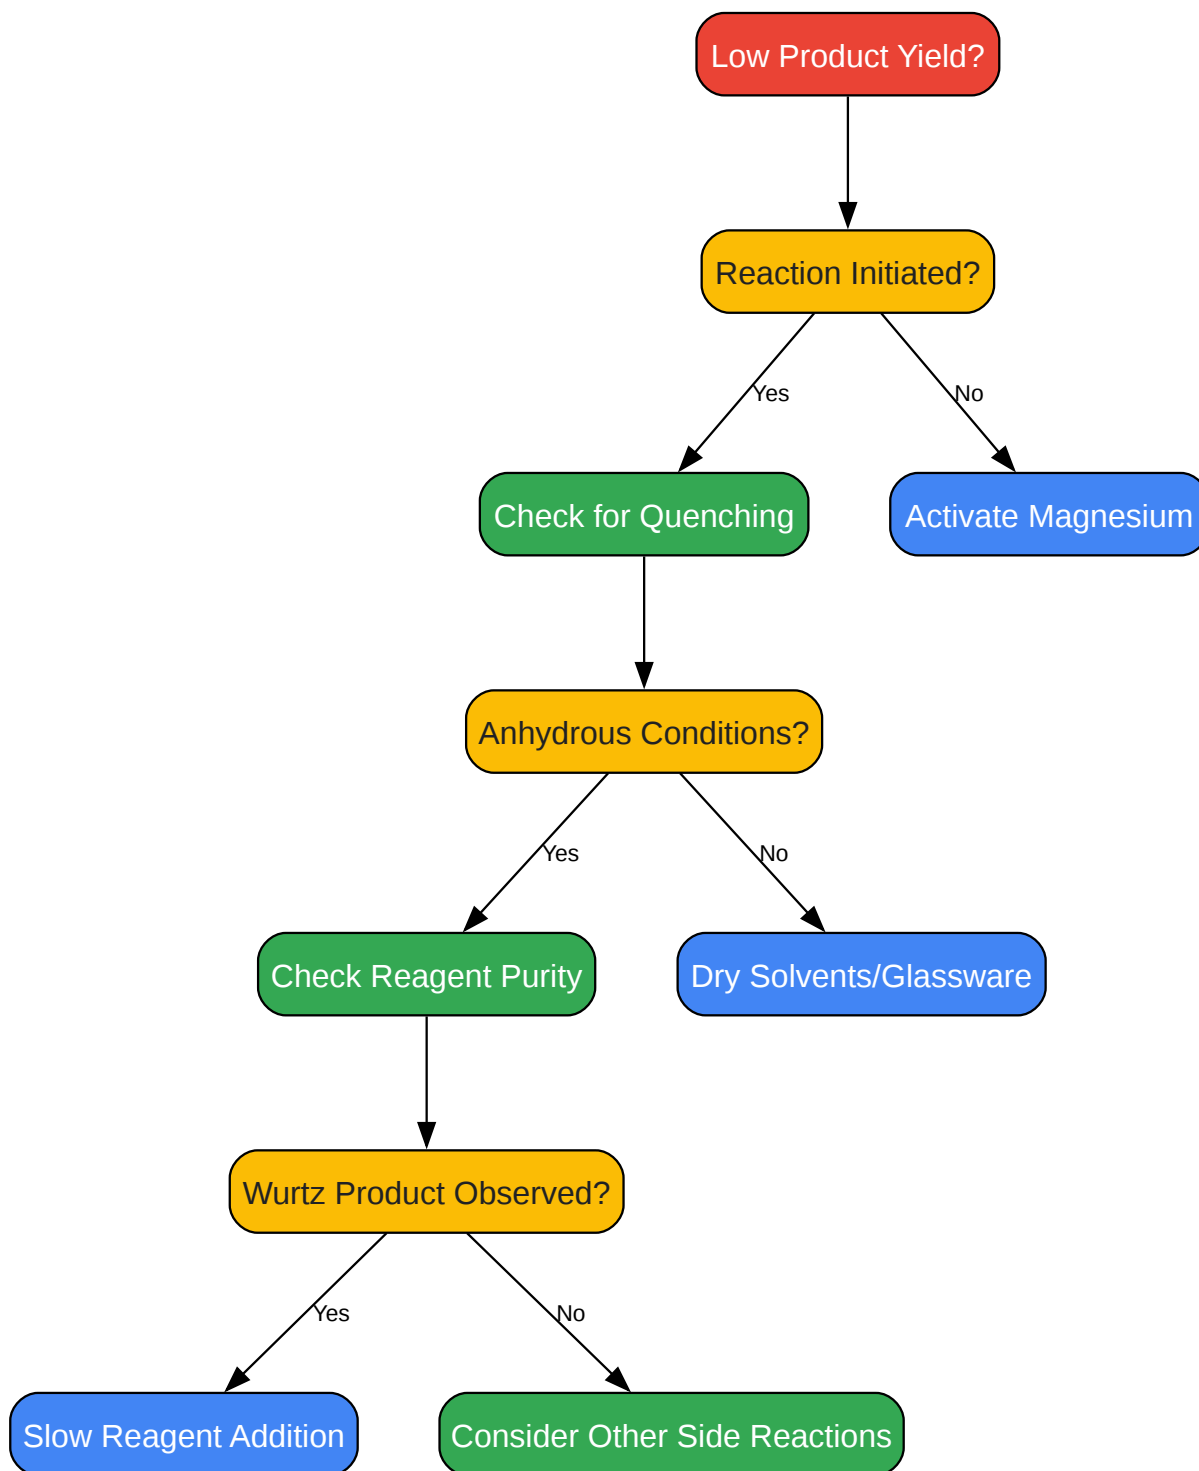 Low Product Yield?
Reaction Initiated?
Yes
No
Check for Quenching
Activate Magnesium
Anhydrous Conditions?
Yes
No
Check Reagent Purity
Dry Solvents/Glassware
Wurtz Product Observed?
Yes
No
Slow Reagent Addition
Consider Other Side Reactions